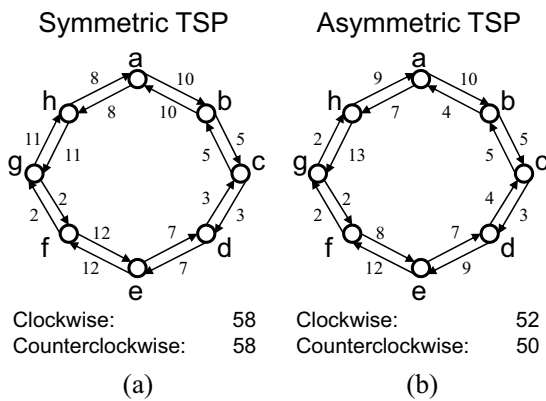 Symmetric TSP
Asymmetric TSP
a
8
10
h
8
10
b
11
5
11
5
g
c
2
3
2
3
f
12
7
d
12
7
e
a
9
10
h
7
4
b
2
5
13
5
g
c
2
4
2
3
f
8
7
d
12
9
e
Clockwise: 58
Counterclockwise: 58
Clockwise: 52
Counterclockwise: 50
(a)
(b)